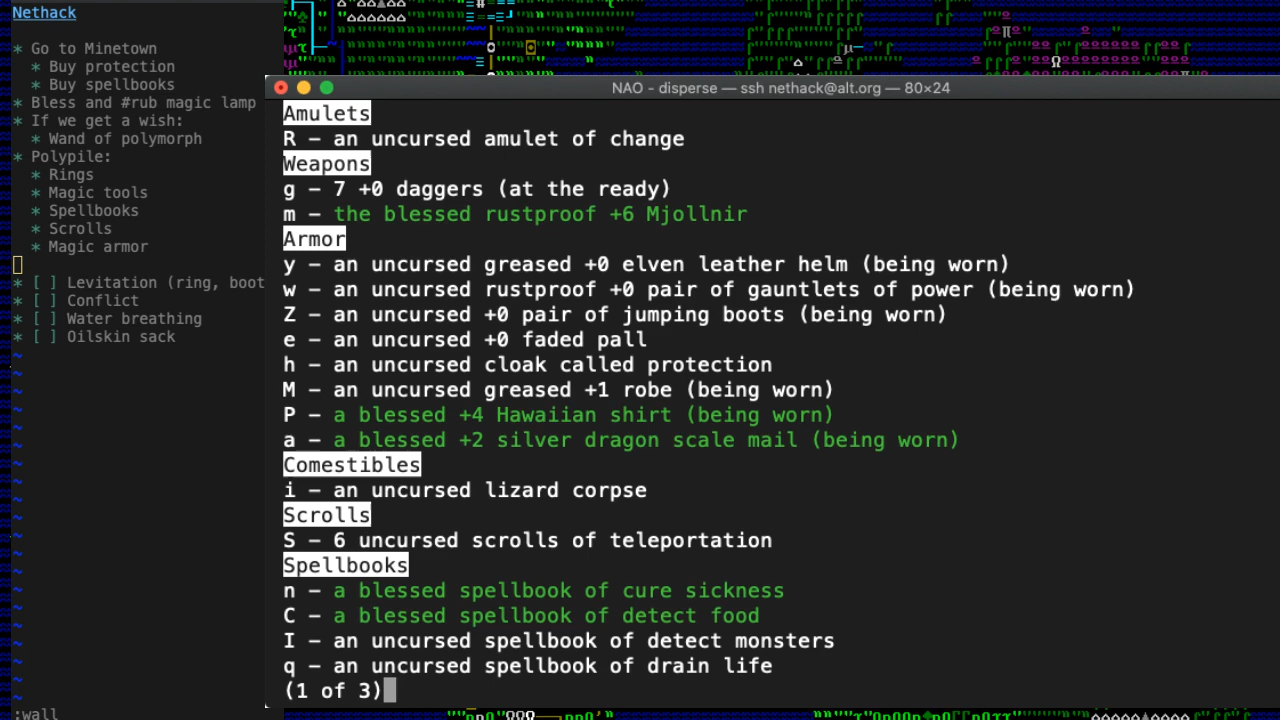 Nethack
* Go to Minetown
* Buy protection
* Buy spellbooks
* Bless and #rub magic lamp
* If we get a wish:
* Wand of polymorph
* Polypile:
* Rings
* Magic tools
* Spellbooks
* Scrolls
* Magic armor
* [ ] Levitation (ring, boot
* [ ] Conflict
* [ ] Water breathing
* [ ] Oilskin sack
:wall
NAO - disperse — ssh nethack@alt.org — 80×24
Amulets
R - an uncursed amulet of change
Weapons
g - 7 +0 daggers (at the ready)
m - the blessed rustproof +6 Mjollnir
Armor
y - an uncursed greased +0 elven leather helm (being worn)
w - an uncursed rustproof +0 pair of gauntlets of power (being worn)
Z - an uncursed +0 pair of jumping boots (being worn)
e - an uncursed +0 faded pall
h - an uncursed cloak called protection
M - an uncursed greased +1 robe (being worn)
P - a blessed +4 Hawaiian shirt (being worn)
a - a blessed +2 silver dragon scale mail (being worn)
Comestibles
i - an uncursed lizard corpse
Scrolls
S - 6 uncursed scrolls of teleportation
Spellbooks
n - a blessed spellbook of cure sickness
C - a blessed spellbook of detect food
I - an uncursed spellbook of detect monsters
q - an uncursed spellbook of drain life
(1 of 3)